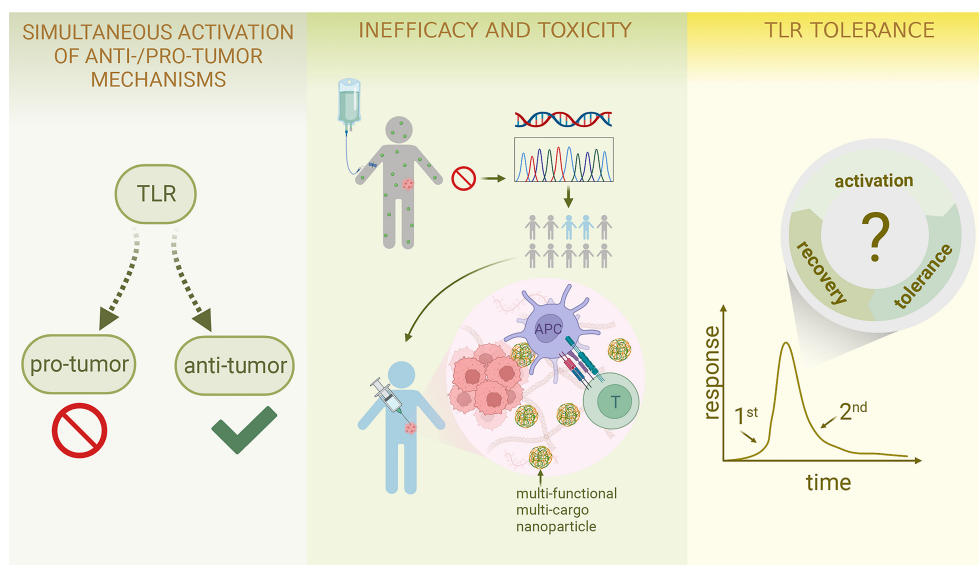 SIMULTANEOUS ACTIVATION
OF ANTI-/PRO-TUMOR
MECHANISMS
TLR
pro-tumor
anti-tumor
INEFFICACY AND TOXICITY
APC
T
multi-functional
multi-cargo
nanoparticle
TLR TOLERANCE
activation
?
recovery
tolerance
response
1st
2nd
time